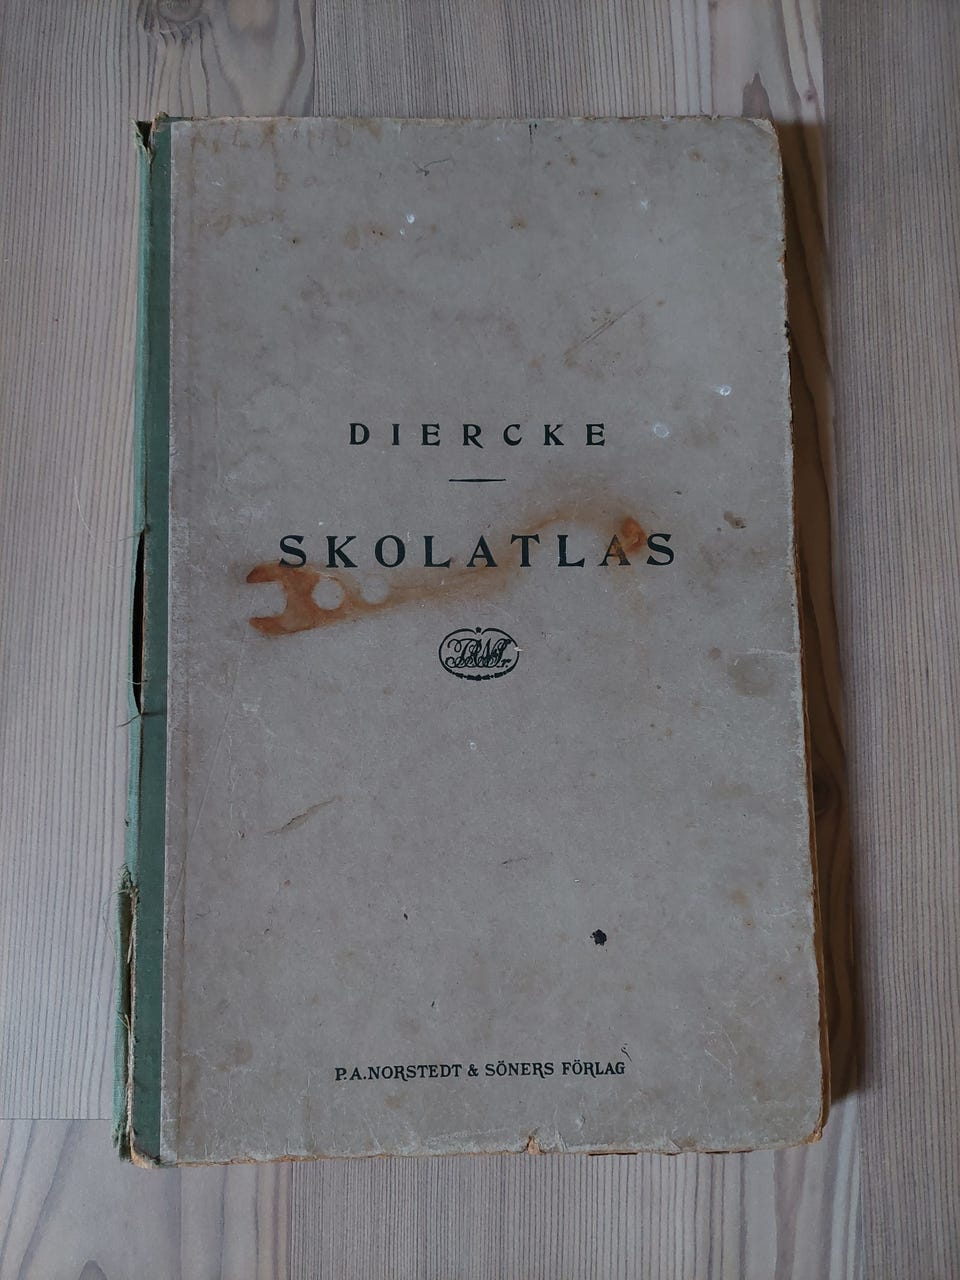 DIERCKE
SKOLATLAS
P.A.NORSTEDT & SÖNERS FÖRLAG